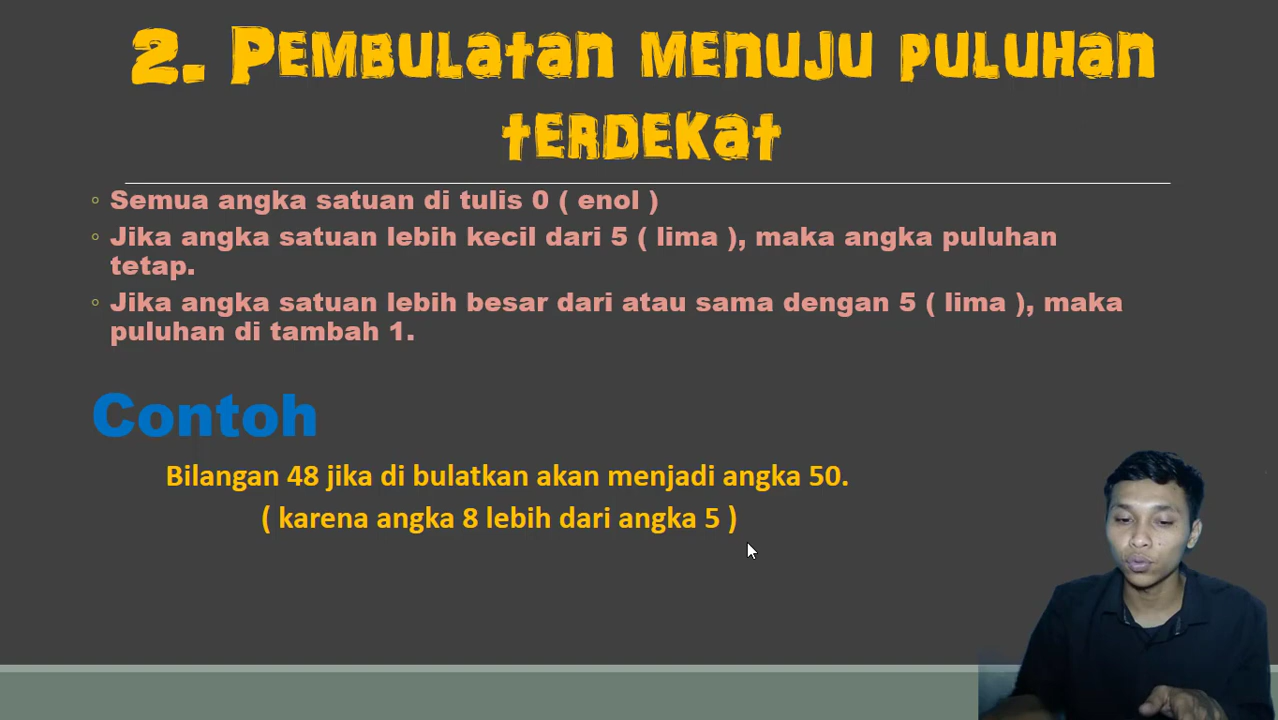 2. Pembulatan menuju puluhan
terdekat
Semua angka satuan di tulis 0 ( enol )
Jika angka satuan lebih kecil dari 5 ( lima ), maka angka puluhan
tetap.
Jika angka satuan lebih besar dari atau sama dengan 5 ( lima ), maka
puluhan di tambah 1.
Contoh
Bilangan 48 jika di bulatkan akan menjadi angka 50.
( karena angka 8 lebih dari angka 5 )